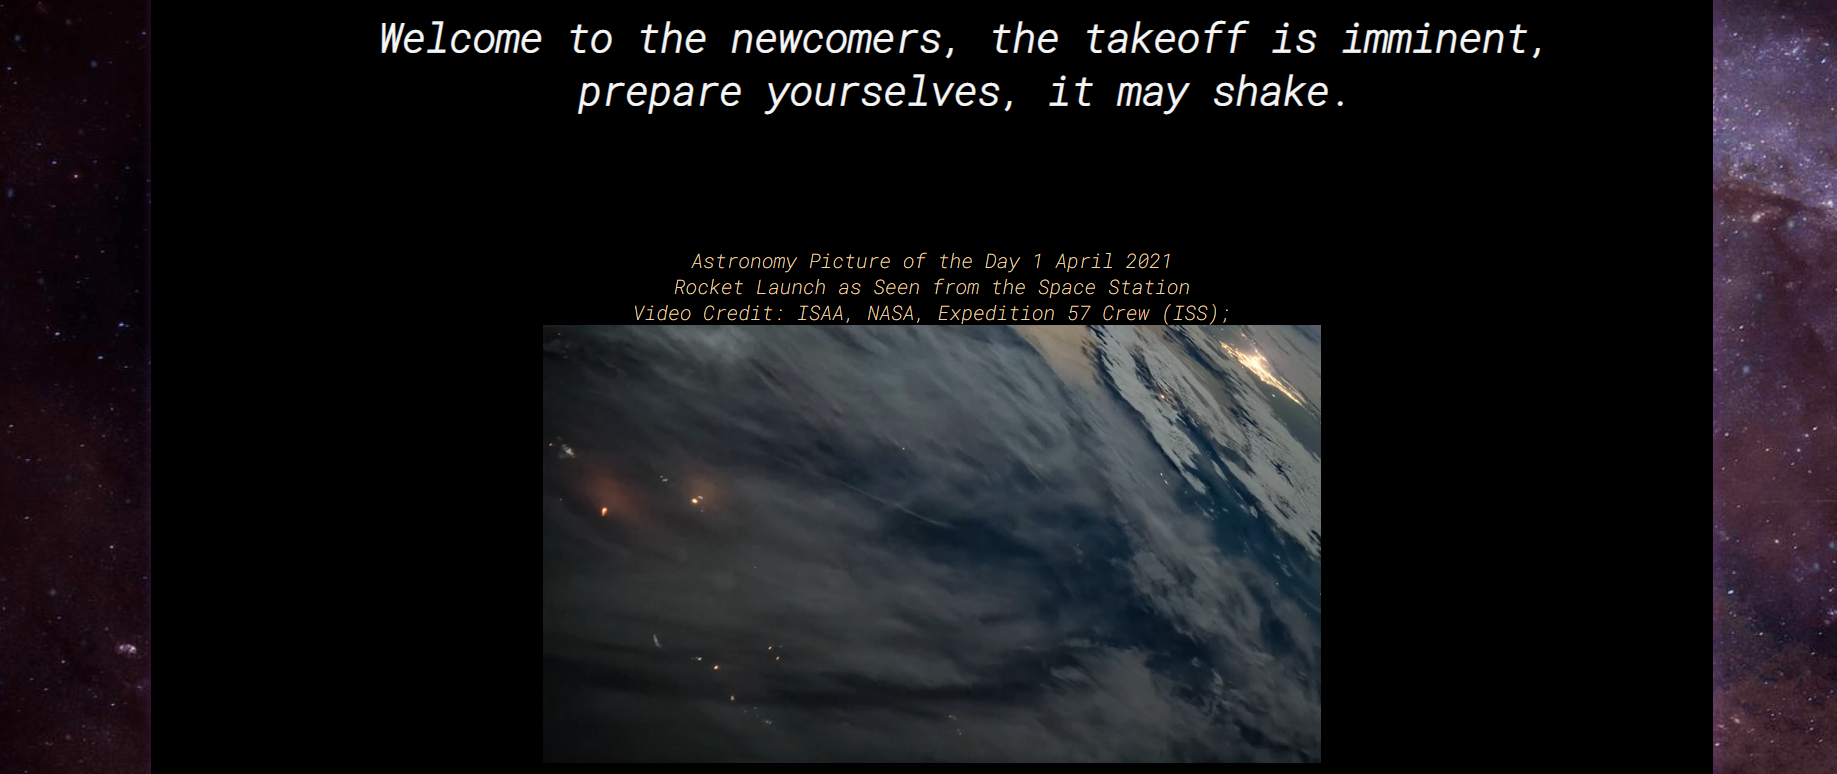 Welcome to the newcomers, the takeoff is imminent,
prepare yourselves, it may shake.
Astronomy Picture of the Day 1 April 2021
Rocket Launch as Seen from the Space Station
Video Credit: ISAA, NASA, Expedition 57 Crew (ISS);